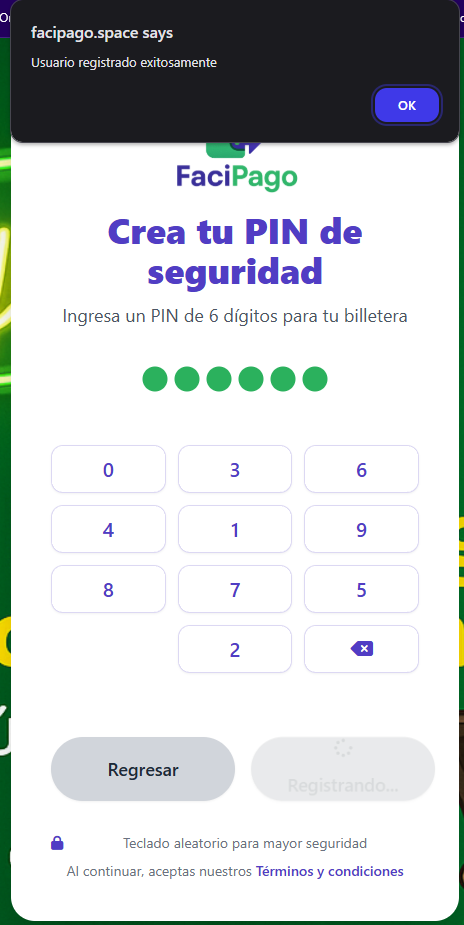 facipago.space says
Usuario registrado exitosamente
OK
FaciPago
Crea tu PIN de
seguridad
Ingresa un PIN de 6 dígitos para tu billetera
0 3 6
4 1 9
8 7 5
2
Regresar
Registrando...
Teclado aleatorio para mayor seguridad
Al continuar, aceptas nuestros Términos y condiciones